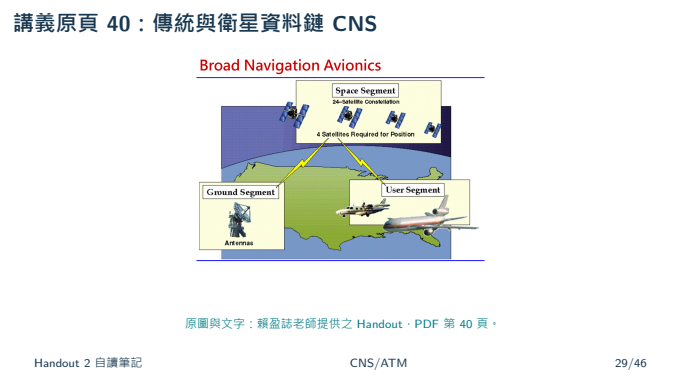 講義原頁 40：傳統與衛星資料鏈 CNS
Broad Navigation Avionics
Space Segment
24-Satellite Constellation
4 Satellites Required for Position
Ground Segment
User Segment
Antennas
原圖與文字：賴盈誌老師提供之 Handout，PDF 第 40 頁。
Handout 2 自讀筆記
CNS/ATM
29/46